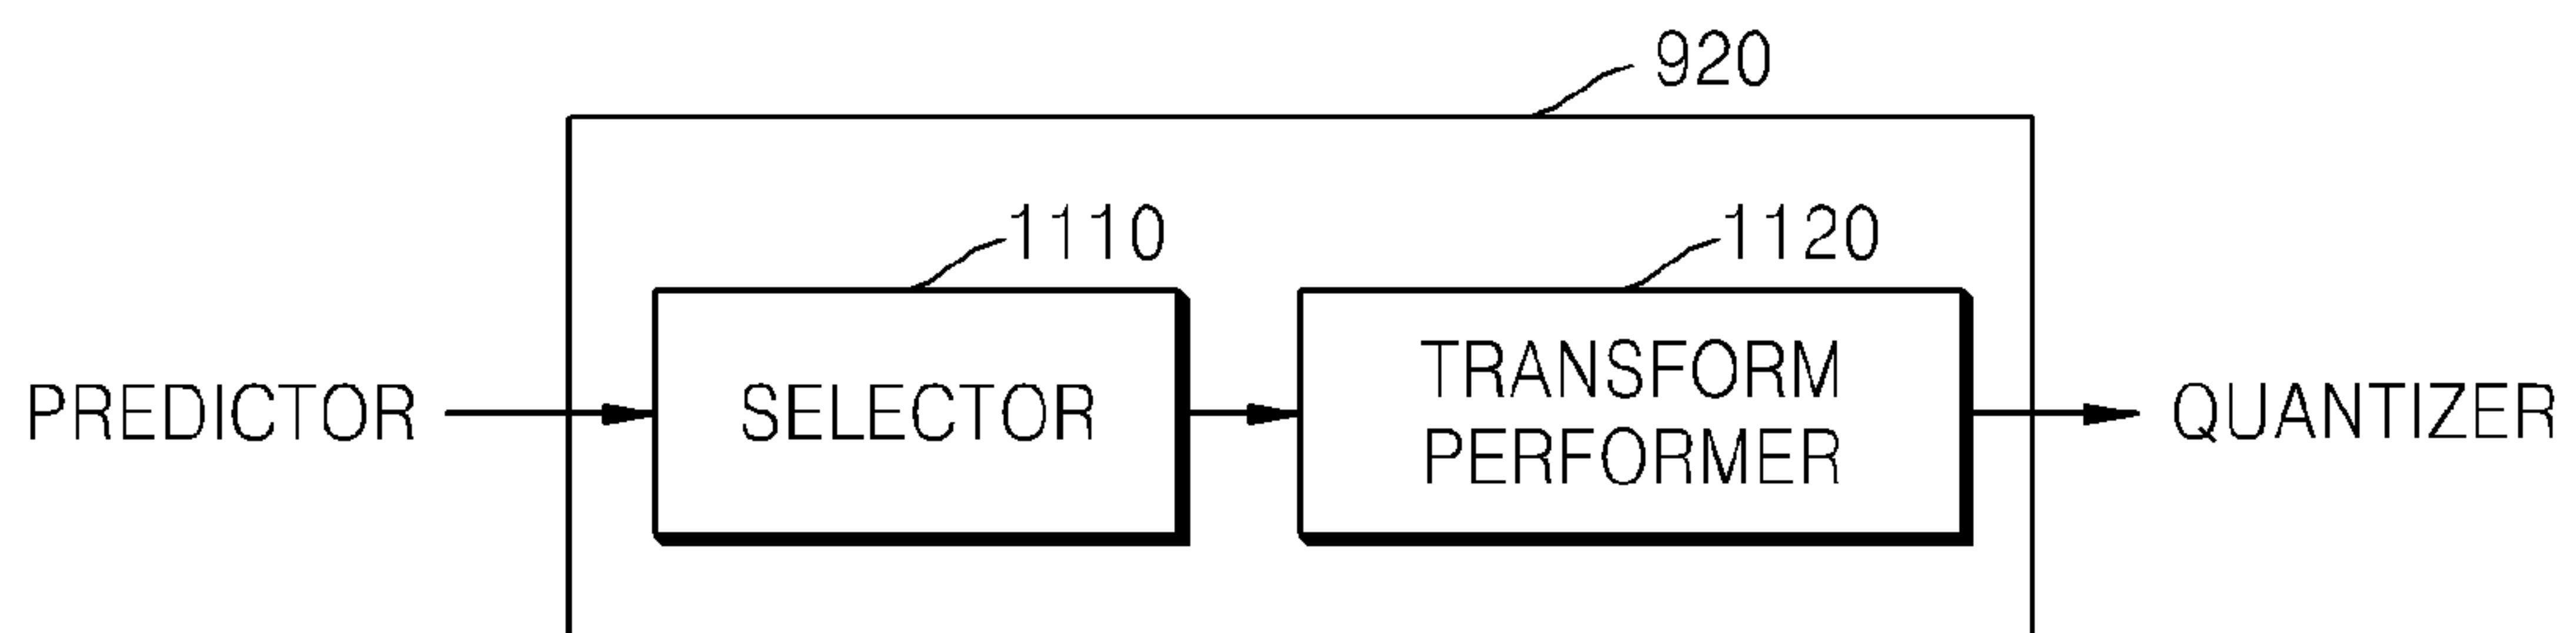 920
1110
1120
PREDICTOR
SELECTOR
TRANSFORM
PERFORMER
QUANTIZER